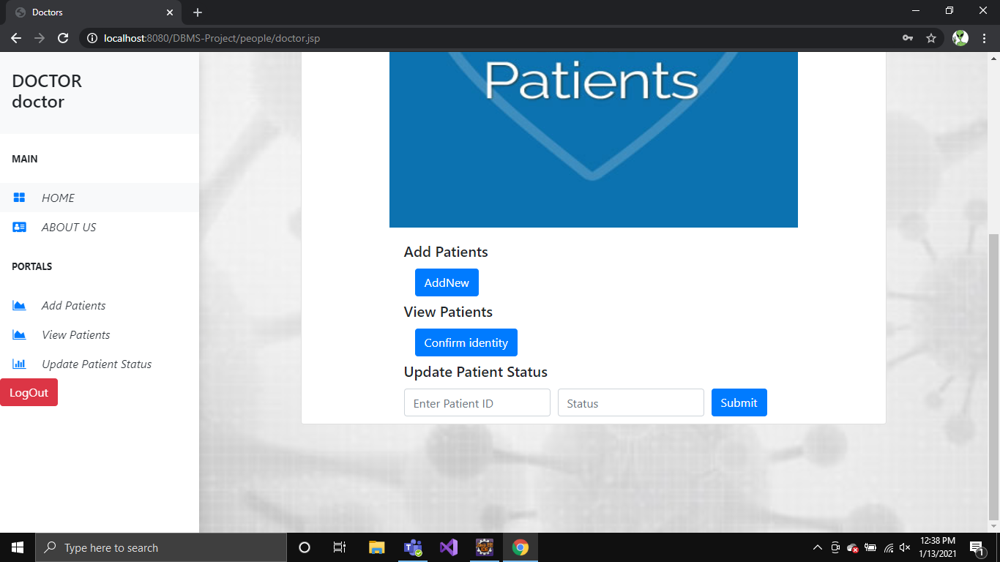 Doctors
localhost:8080/DBMS-Project/people/doctor.jsp
DOCTOR
doctor
MAIN
HOME
ABOUT US
PORTALS
Add Patients
View Patients
Update Patient Status
LogOut
Patients
Add Patients
AddNew
View Patients
Confirm identity
Update Patient Status
Enter Patient ID Status Submit
Type here to search
12:38 PM
1/13/2021
1